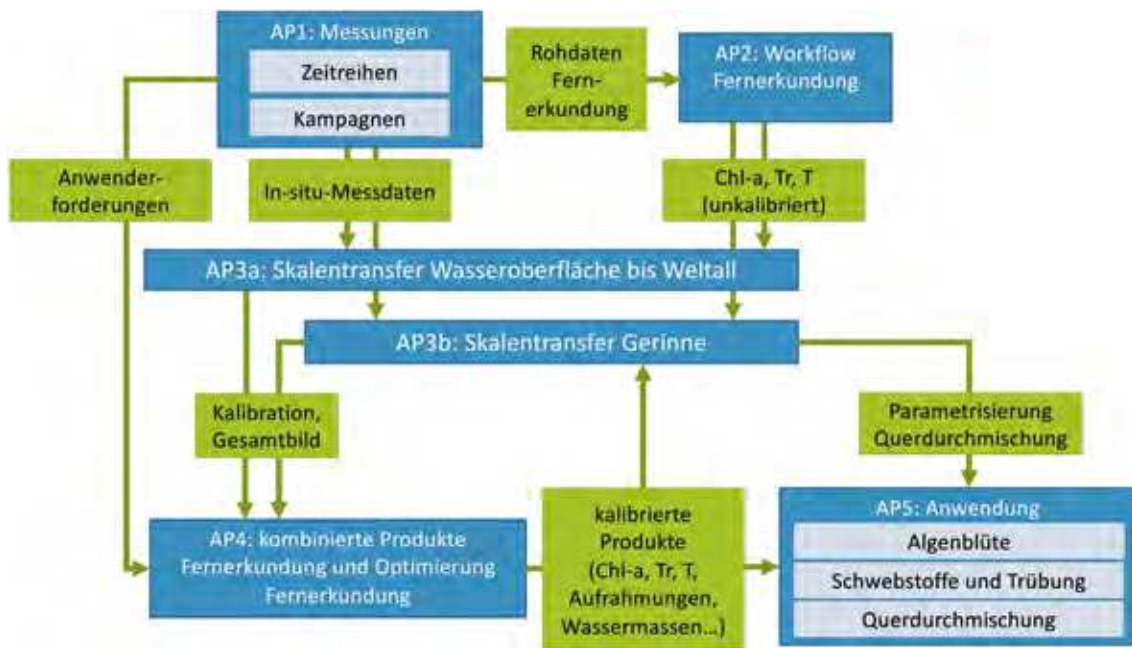 AP1: Messungen
Zeitreihen
Kampagnen
Rohdaten
Fern-
erkundung
AP2: Workflow
Fernerkundung
Anwender-
forderungen
In-situ-Messdaten
Chl-a, Tr, T
(unkalibriert)
AP3a: Skalentransfer Wasseroberfläche bis Weltall
AP3b: Skalentransfer Gerinne
Kalibration,
Gesamtbild
Parametrisierung
Querdurchmischung
AP4: kombinierte Produkte
Fernerkundung und Optimierung
Fernerkundung
kalibrierte
Produkte
(Chl-a, Tr, T,
Aufrahmungen,
Wassermassen...)
AP5: Anwendung
Algenblüte
Schwebstoffe und Trübung
Querdurchmischung